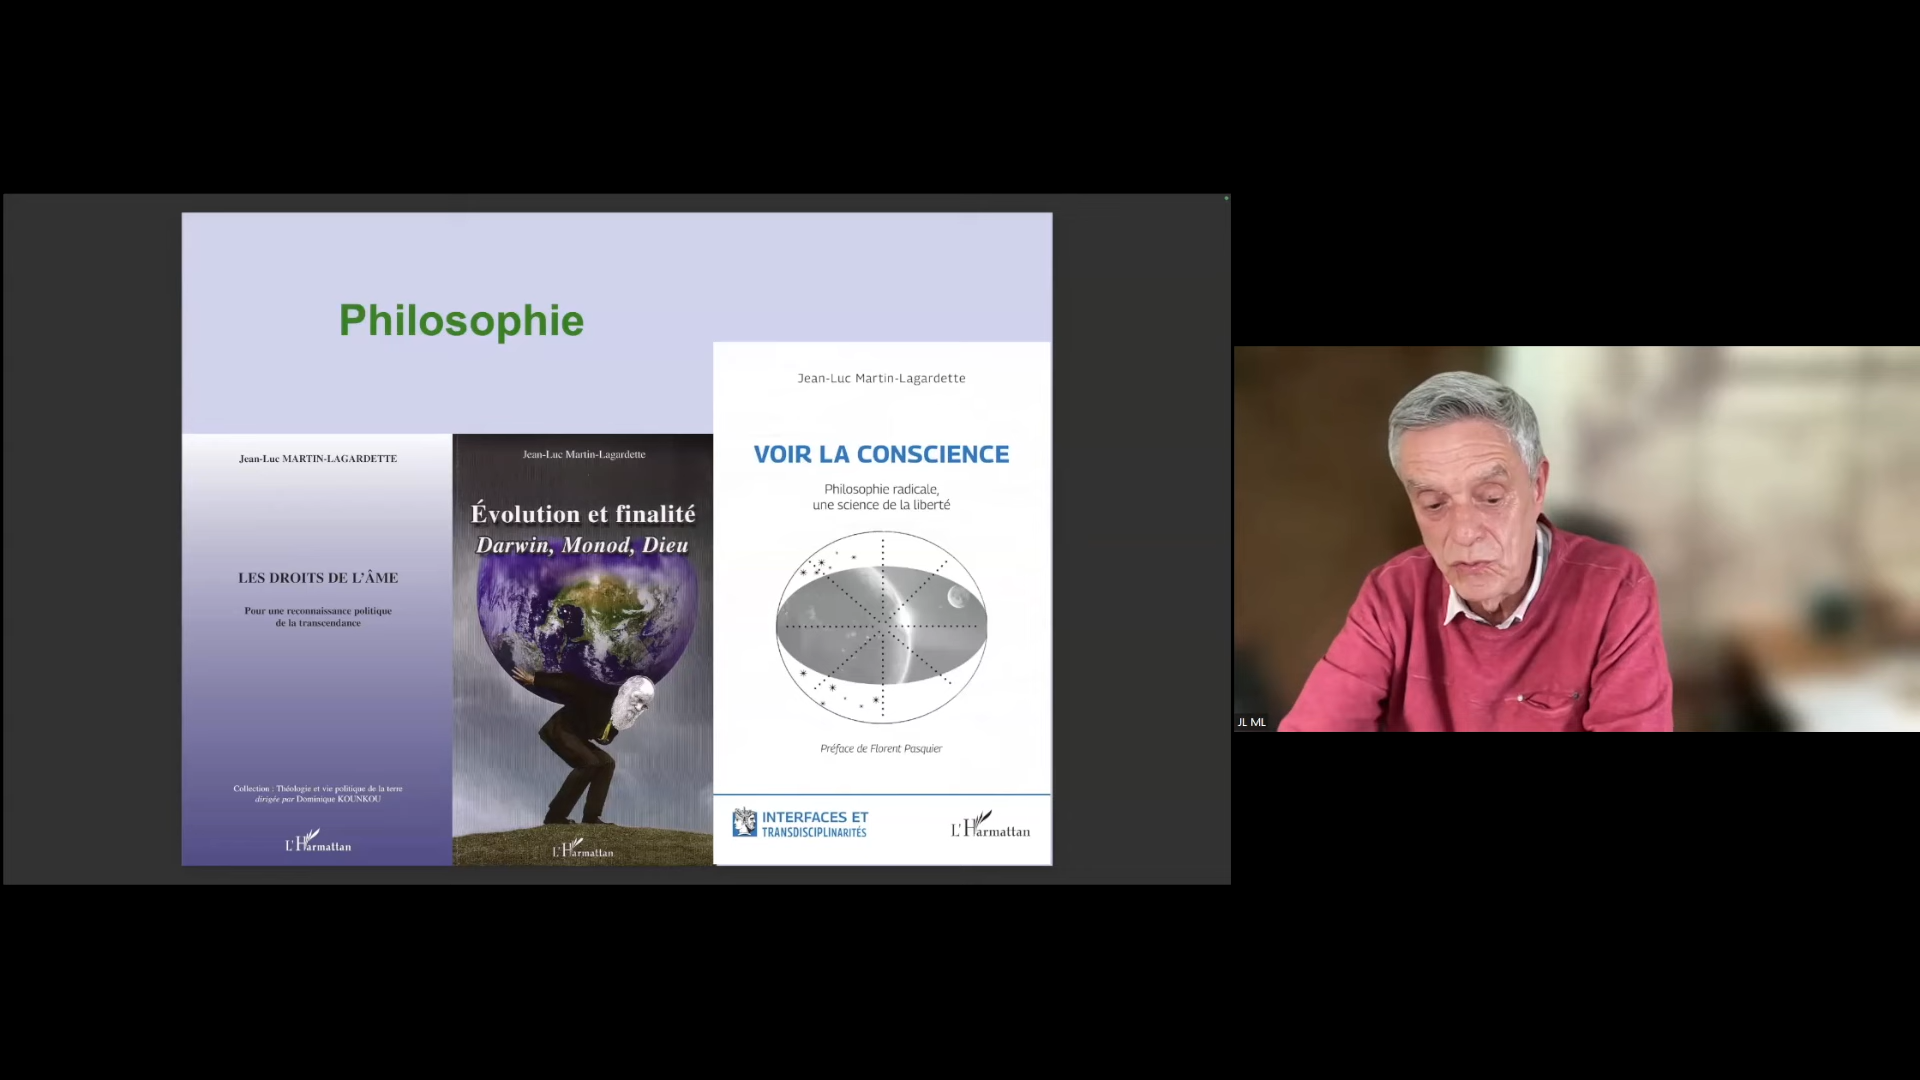 Philosophie
Jean-Luc MARTIN-LAGARDETTE
LES DROITS DE L'ÂME
Pour une reconnaissance politique
de la transcendance
Collection : Théologie et vie politique de la terre
dirigée par Dominique KOUNKOU
L'Harmattan
Jean-Luc Martin-Lagardette
Évolution et finalité
Darwin, Monod, Dieu
L'Harmattan
Jean-Luc Martin-Lagardette
VOIR LA CONSCIENCE
Philosophie radicale,
une science de la liberté
Préface de Florent Pasquier
INTERFACES ET
TRANSDISCIPLINARITÉS
L'Harmattan
JL ML